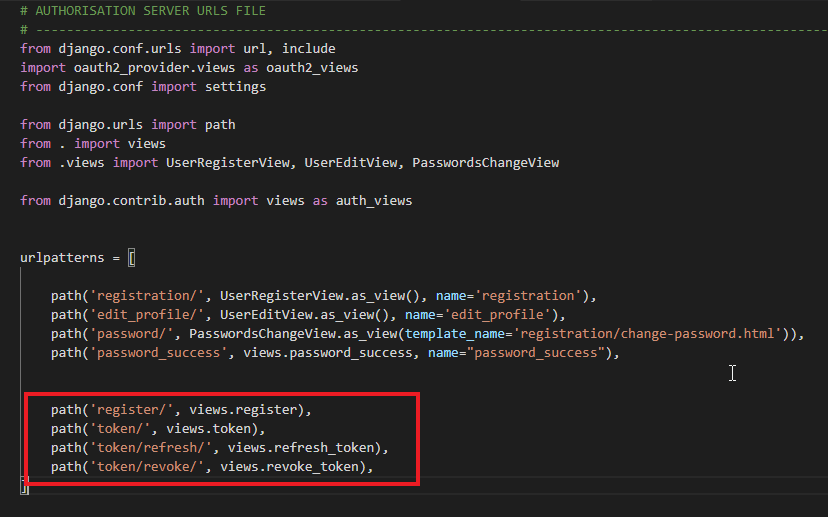 # AUTHORISATION SERVER URLS FILE
# -------------------------------------------------------------------------------------------------------
from django.conf.urls import url, include
import oauth2_provider.views as oauth2_views
from django.conf import settings
from django.urls import path
from . import views
from .views import UserRegisterView, UserEditView, PasswordsChangeView
from django.contrib.auth import views as auth_views
urlpatterns = [
path('registration/', UserRegisterView.as_view(), name='registration'),
path('edit_profile/', UserEditView.as_view(), name='edit_profile'),
path('password/', PasswordsChangeView.as_view(template_name='registration/change-password.html')),
path('password_success', views.password_success, name="password_success"),
path('register/', views.register),
path('token/', views.token),
path('token/refresh/', views.refresh_token),
path('token/revoke/', views.revoke_token),
]